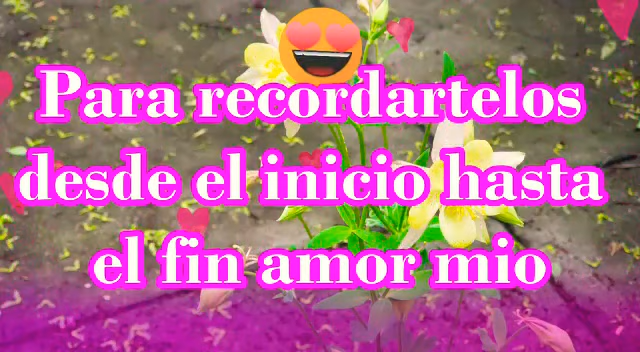 Para recordartelos
desde el inicio hasta
el fin amor mio